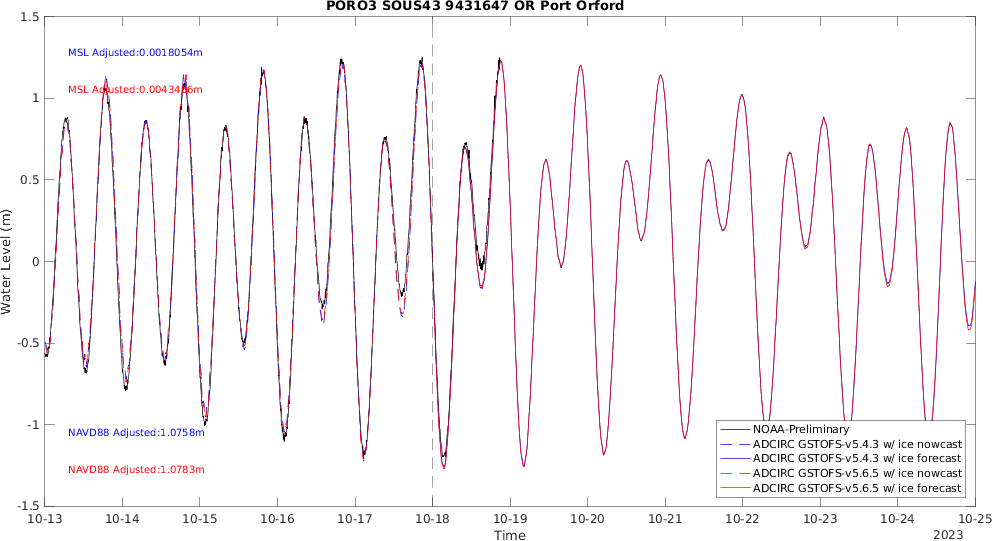 PORO3 SOUS43 9431647 OR Port Orford
1.5
1
0.5
0
-0.5
-1
-1.5
Water Level (m)
MSL Adjusted:0.0018054m
MSL Adjusted:0.0043436m
NAVD88 Adjusted:1.0758m
NAVD88 Adjusted:1.0783m
NOAA-Preliminary
ADCIRC GSTOFS-v5.4.3 w/ ice nowcast
ADCIRC GSTOFS-v5.4.3 w/ ice forecast
ADCIRC GSTOFS-v5.6.5 w/ ice nowcast
ADCIRC GSTOFS-v5.6.5 w/ ice forecast
10-13 10-14 10-15 10-16 10-17 10-18 10-19 10-20 10-21 10-22 10-23 10-24 10-25
Time
2023